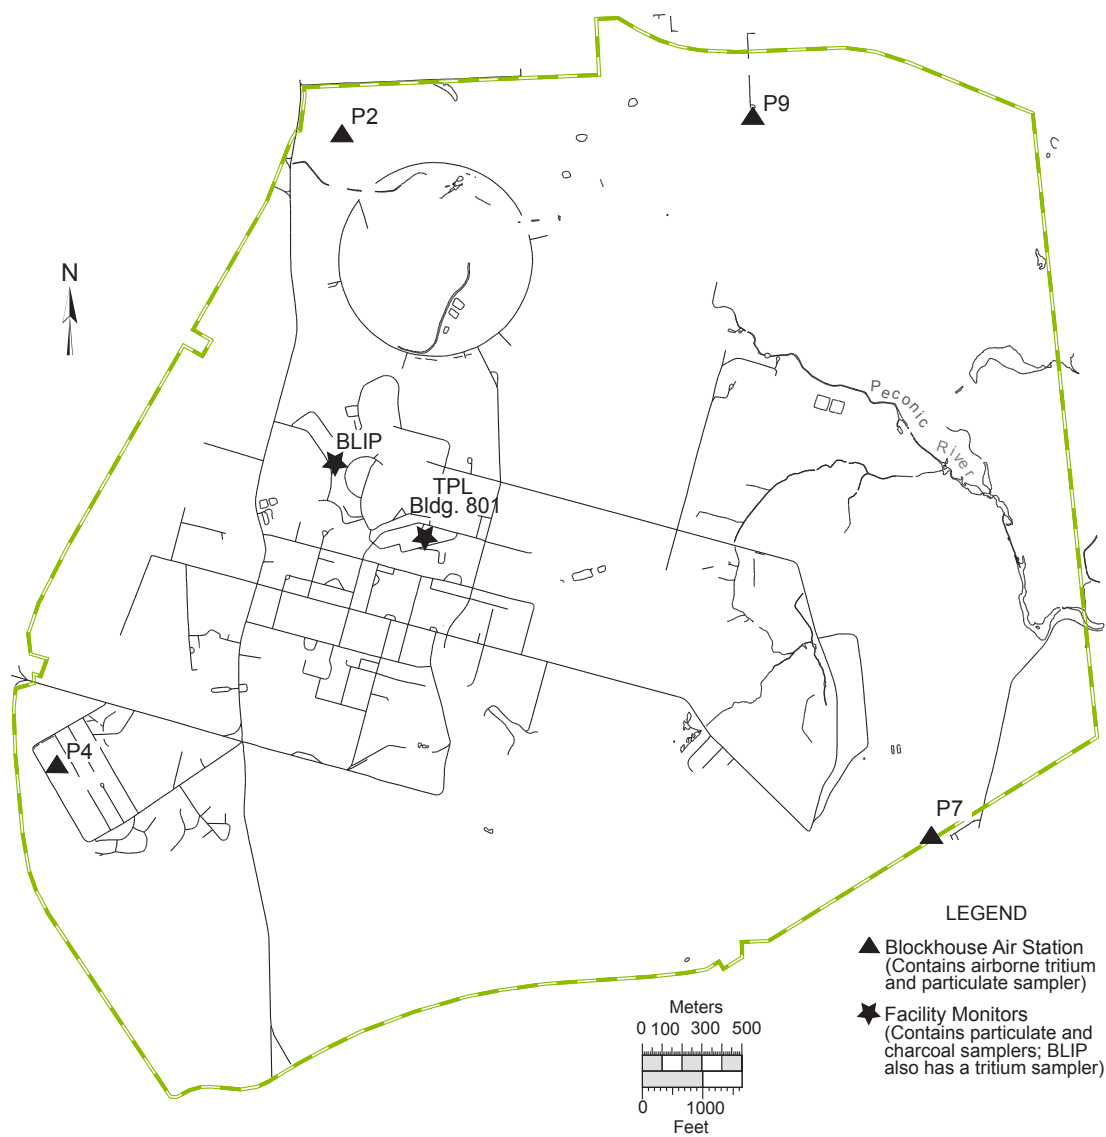 P2
P9
N
Peconic
River
BLIP
TPL
Bldg. 801
P4
P7
LEGEND
Blockhouse Air Station
(Contains airborne tritium
and particulate sampler)
Facility Monitors
(Contains particulate and
charcoal samplers; BLIP
also has a tritium sampler)
Meters
0 100 300 500
0 1000
Feet